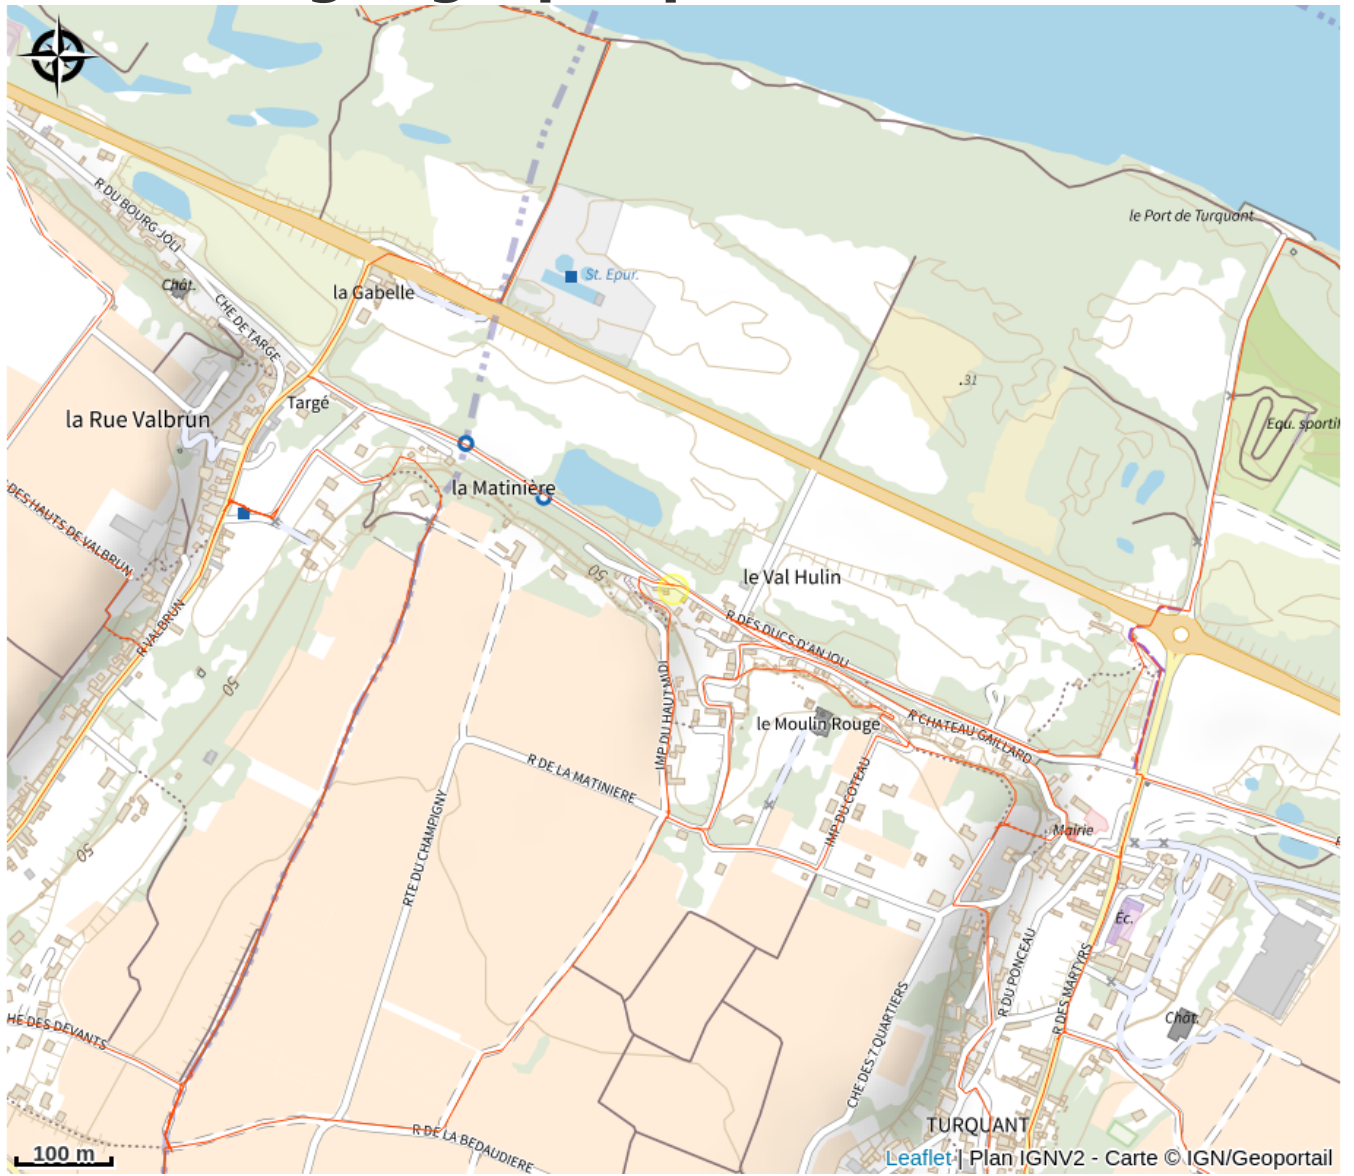 le Port de Turquant
R DU BOURG JOLI
St. Epur.
Chât.
la Gabelle
CHE DE TARGE
.31
Targé
la Rue Valbrun
Equ. sportif
la Matinière
DES HAUTS DE VALBRUN
50
le Val Hulin
R VALBRUN
R DES DUCS D'ANJOU
IMP DU HAUT MIDI
50
le Moulin Rouge
R CHATEAU GAILLARD
R DE LA MATINIERE
IMP DU COTEAU
RTE DU CHAMPIGNY
Mairie
50
Éc.
R DU PONCEAU
R DES MARTYRS
CHE DES 7 QUARTIERS
Chât.
HE DES DEVANTS
TURQUANT
R DE LA BEDAUDIERE
100 m
Leaflet | Plan IGNV2 - Carte © IGN/Geoportail